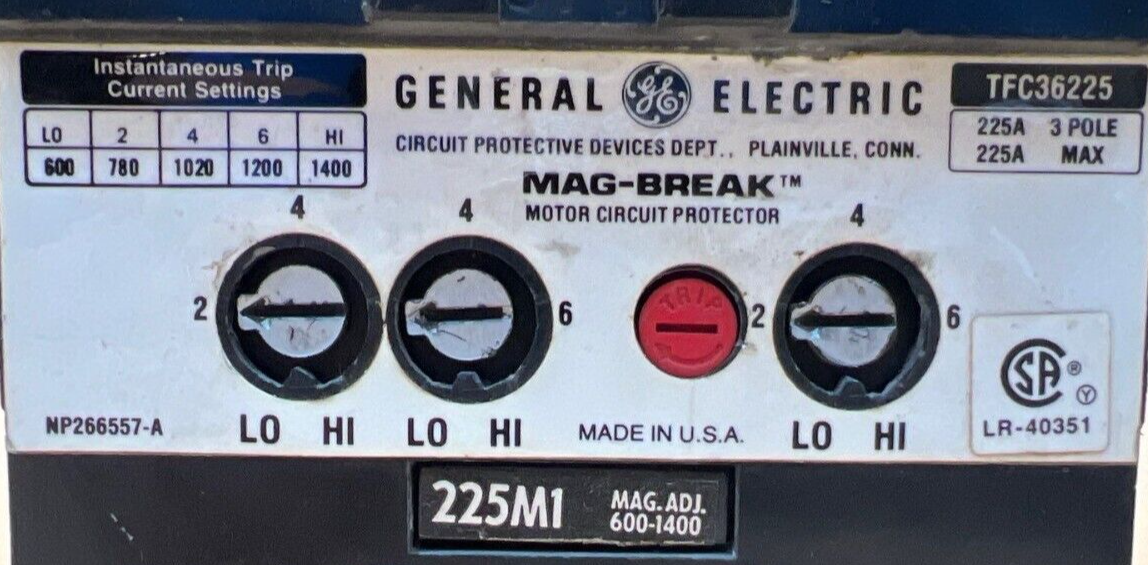 Instantaneous Trip
Current Settings
LO 2 4 6 HI
600 780 1020 1200 1400
GENERAL GE ELECTRIC
CIRCUIT PROTECTIVE DEVICES DEPT., PLAINVILLE, CONN.
MAG-BREAK™
MOTOR CIRCUIT PROTECTOR
TFC36225
225A 3 POLE
225A MAX
4 4 4
2 6 TRIP 2 6
LO HI LO HI LO HI
NP266557-A
MADE IN U.S.A.
SA ®
Y
LR-40351
225M1
MAG. ADJ.
600-1400